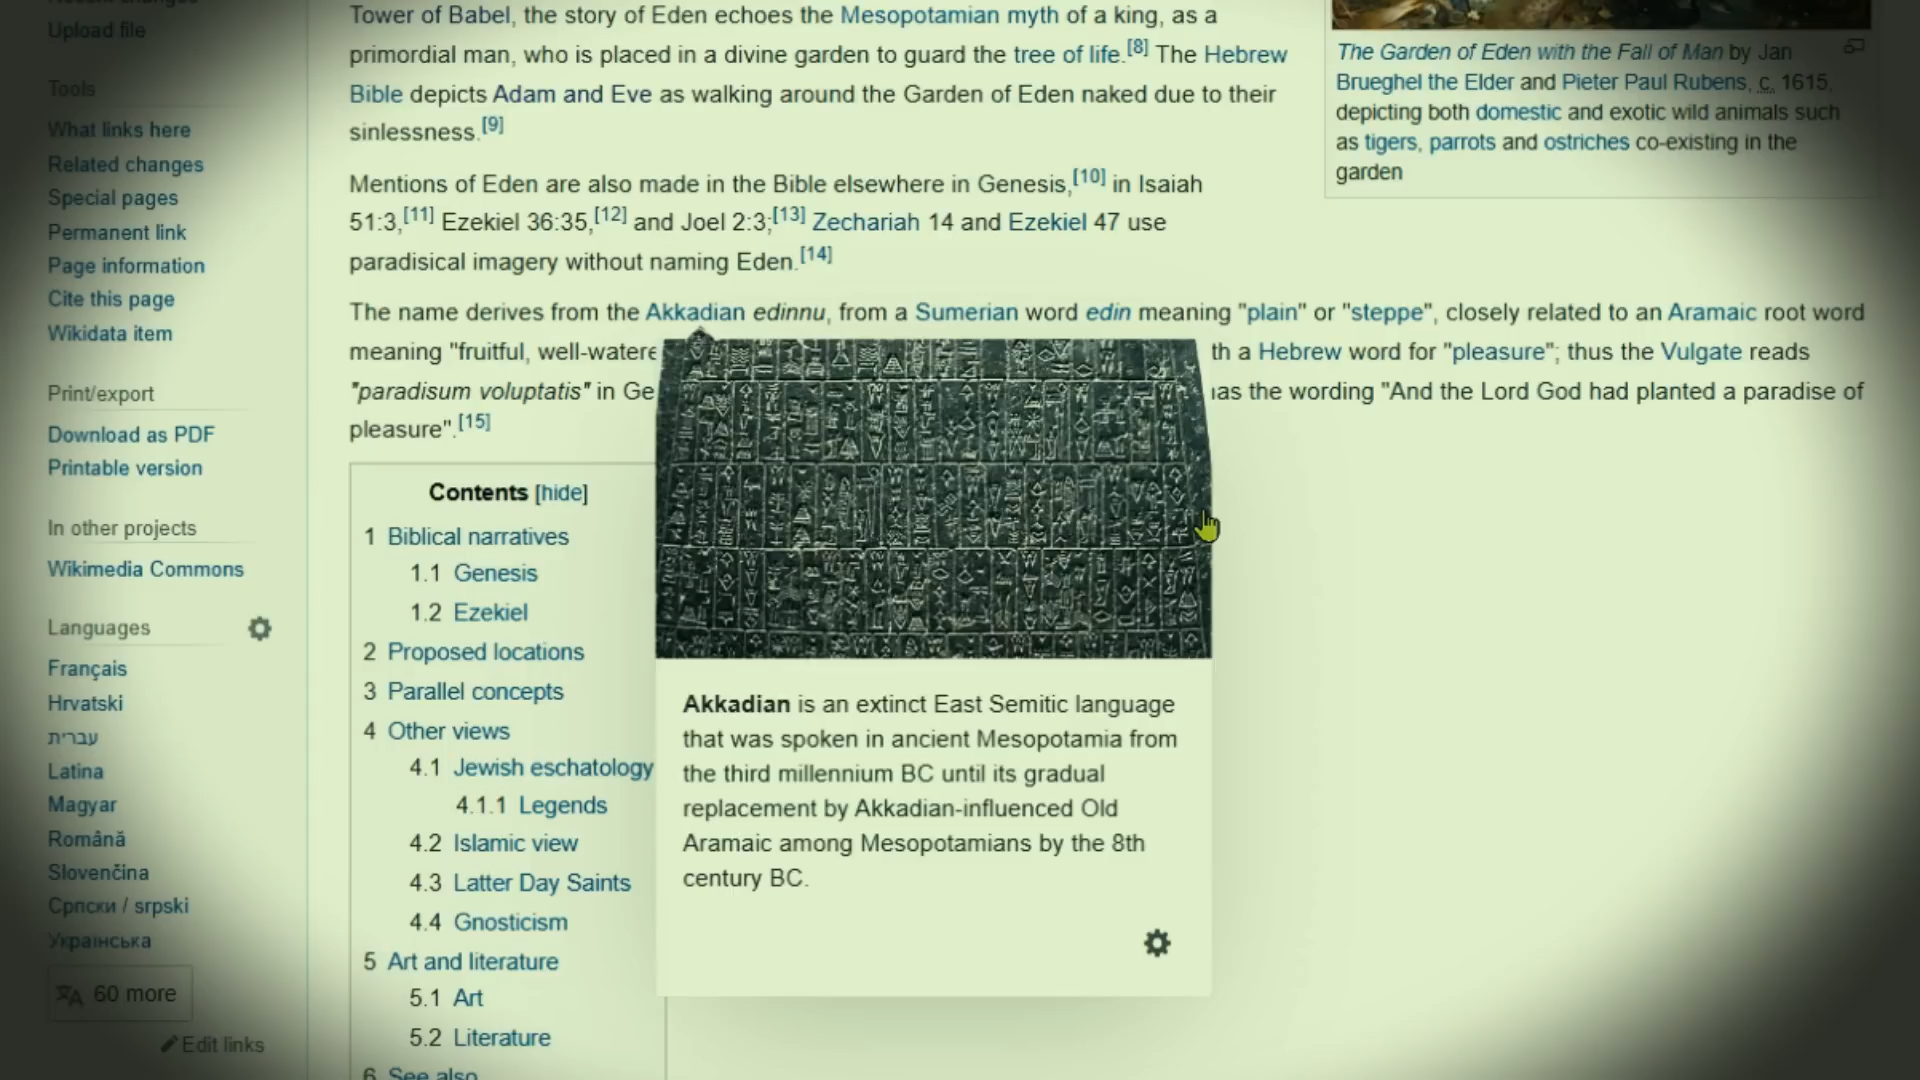 Upload file
Tools
What links here
Related changes
Special pages
Permanent link
Page information
Cite this page
Wikidata item
Print/export
Download as PDF
Printable version
In other projects
Wikimedia Commons
Languages
Français
Hrvatski
עברית
Latina
Magyar
Română
Slovenčina
Српски / srpski
Українська
60 more
Edit links
Tower of Babel, the story of Eden echoes the Mesopotamian myth of a king, as a
primordial man, who is placed in a divine garden to guard the tree of life.[8] The Hebrew
Bible depicts Adam and Eve as walking around the Garden of Eden naked due to their
sinlessness.[9]
Mentions of Eden are also made in the Bible elsewhere in Genesis,[10] in Isaiah
51:3,[11] Ezekiel 36:35,[12] and Joel 2:3;[13] Zechariah 14 and Ezekiel 47 use
paradisical imagery without naming Eden.[14]
The name derives from the Akkadian edinnu, from a Sumerian word edin meaning "plain" or "steppe", closely related to an Aramaic root word
meaning "fruitful, well-watere th a Hebrew word for "pleasure"; thus the Vulgate reads
"paradisum voluptatis" in Ge has the wording "And the Lord God had planted a paradise of
pleasure".[15]
Contents [hide]
1 Biblical narratives
1.1 Genesis
1.2 Ezekiel
2 Proposed locations
3 Parallel concepts
4 Other views
4.1 Jewish eschatology
4.1.1 Legends
4.2 Islamic view
4.3 Latter Day Saints
4.4 Gnosticism
5 Art and literature
5.1 Art
5.2 Literature
6 See also
Akkadian is an extinct East Semitic language
that was spoken in ancient Mesopotamia from
the third millennium BC until its gradual
replacement by Akkadian-influenced Old
Aramaic among Mesopotamians by the 8th
century BC.
The Garden of Eden with the Fall of Man by Jan
Brueghel the Elder and Pieter Paul Rubens, c. 1615,
depicting both domestic and exotic wild animals such
as tigers, parrots and ostriches co-existing in the
garden